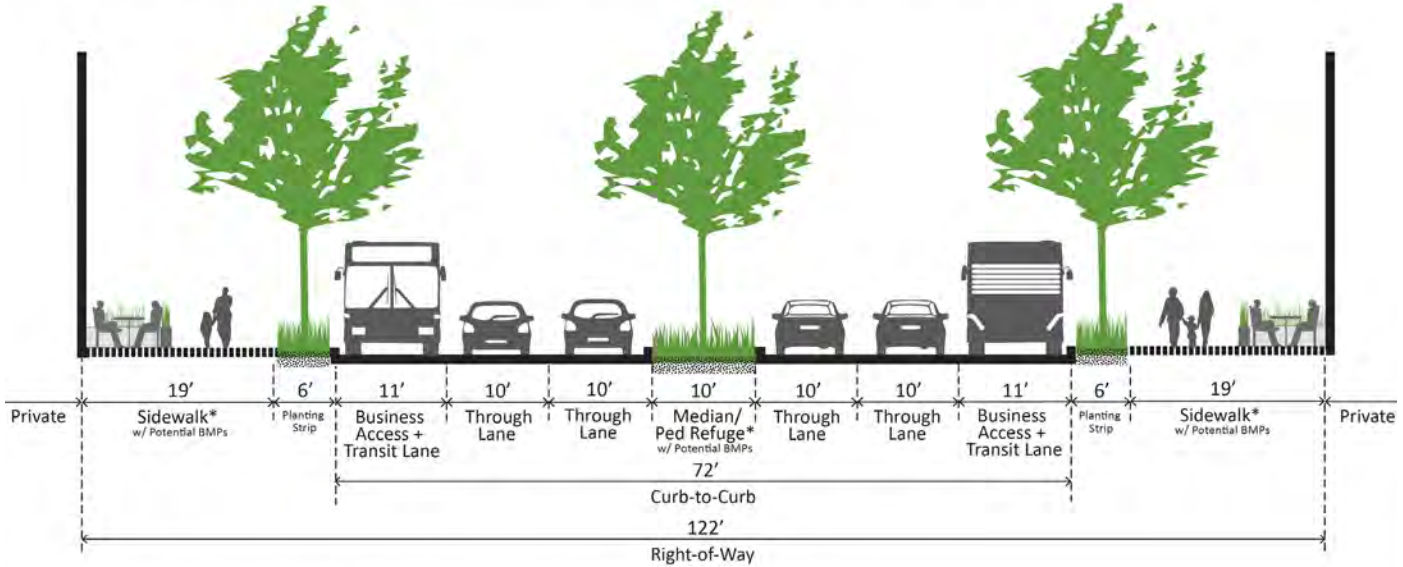 19’ 6’ 11’ 10’ 10’ 10’ 10’ 10’ 11’ 6’ 19’
Private
Sidewalk*
w/ Potential BMPs
Planting
Strip
Business
Access +
Transit Lane
Through
Lane
Through
Lane
Median/
Ped Refuge*
w/ Potential BMPs
Through
Lane
Through
Lane
Business
Access +
Transit Lane
Planting
Strip
Sidewalk*
w/ Potential BMPs
Private
72’
Curb-to-Curb
122’
Right-of-Way